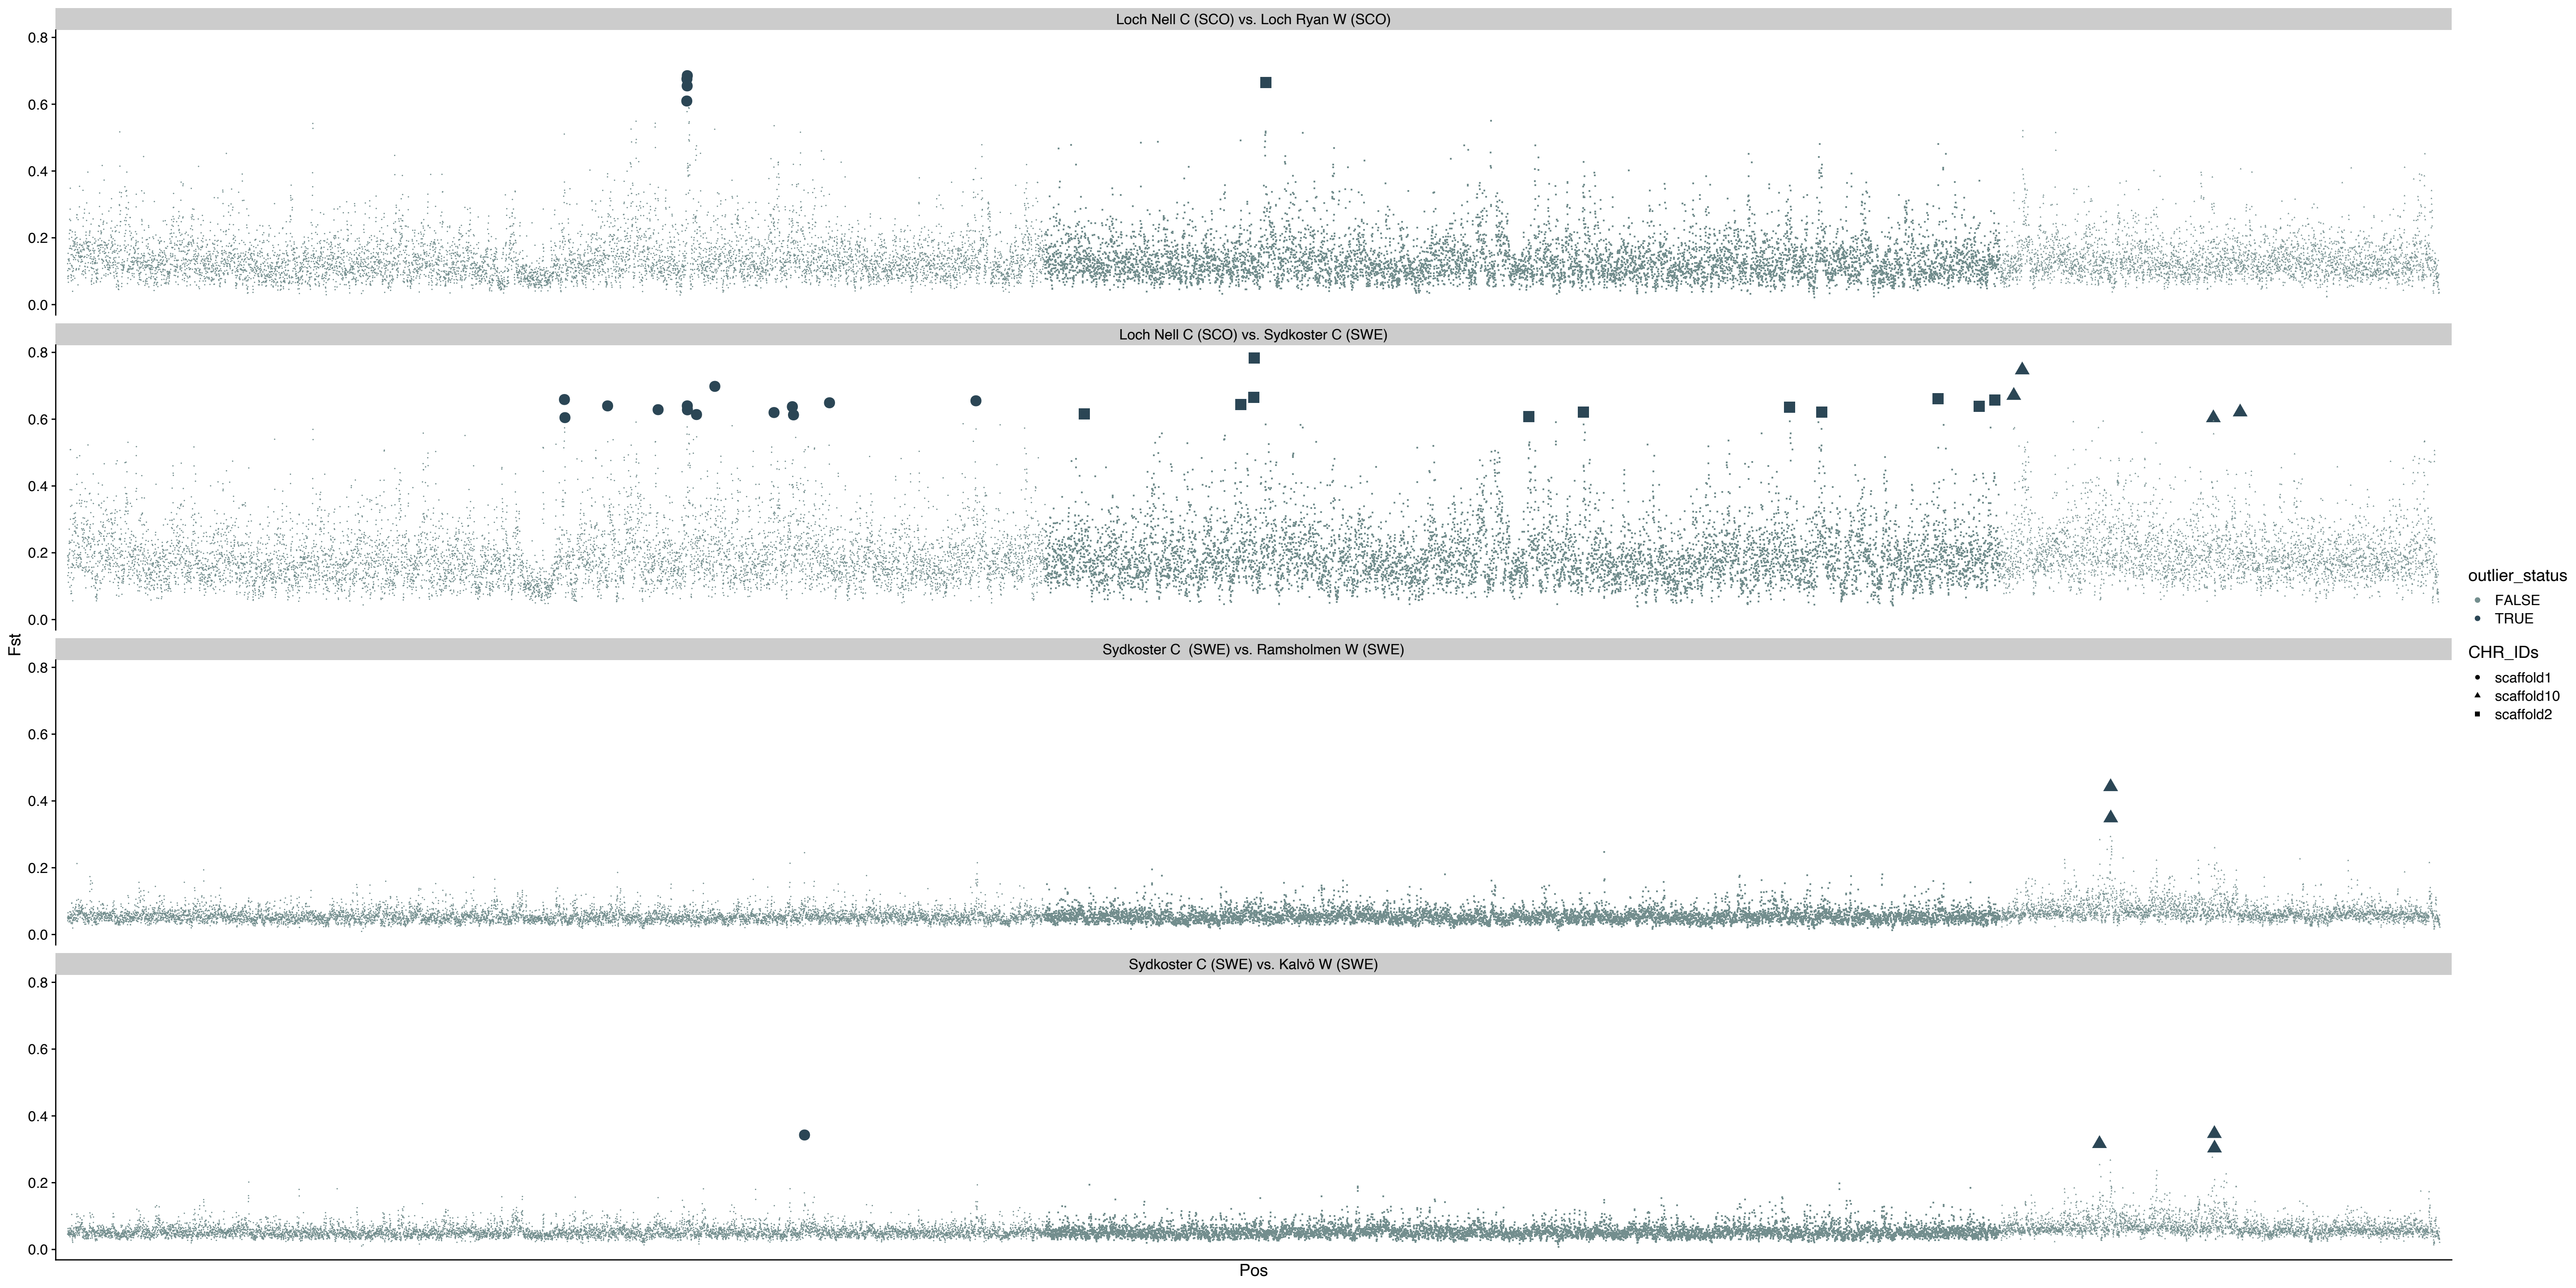 Loch Nell C (SCO) vs. Loch Ryan W (SCO)
0.8
0.6
0.4
0.2
0.0
Loch Nell C (SCO) vs. Sydkoster C (SWE)
0.8
0.6
0.4
0.2
0.0
Sydkoster C  (SWE) vs. Ramsholmen W (SWE)
0.8
0.6
0.4
0.2
0.0
Sydkoster C (SWE) vs. Kalvö W (SWE)
0.8
0.6
0.4
0.2
0.0
Fst
Pos
outlier_status
FALSE
TRUE
CHR_IDs
scaffold1
scaffold10
scaffold2